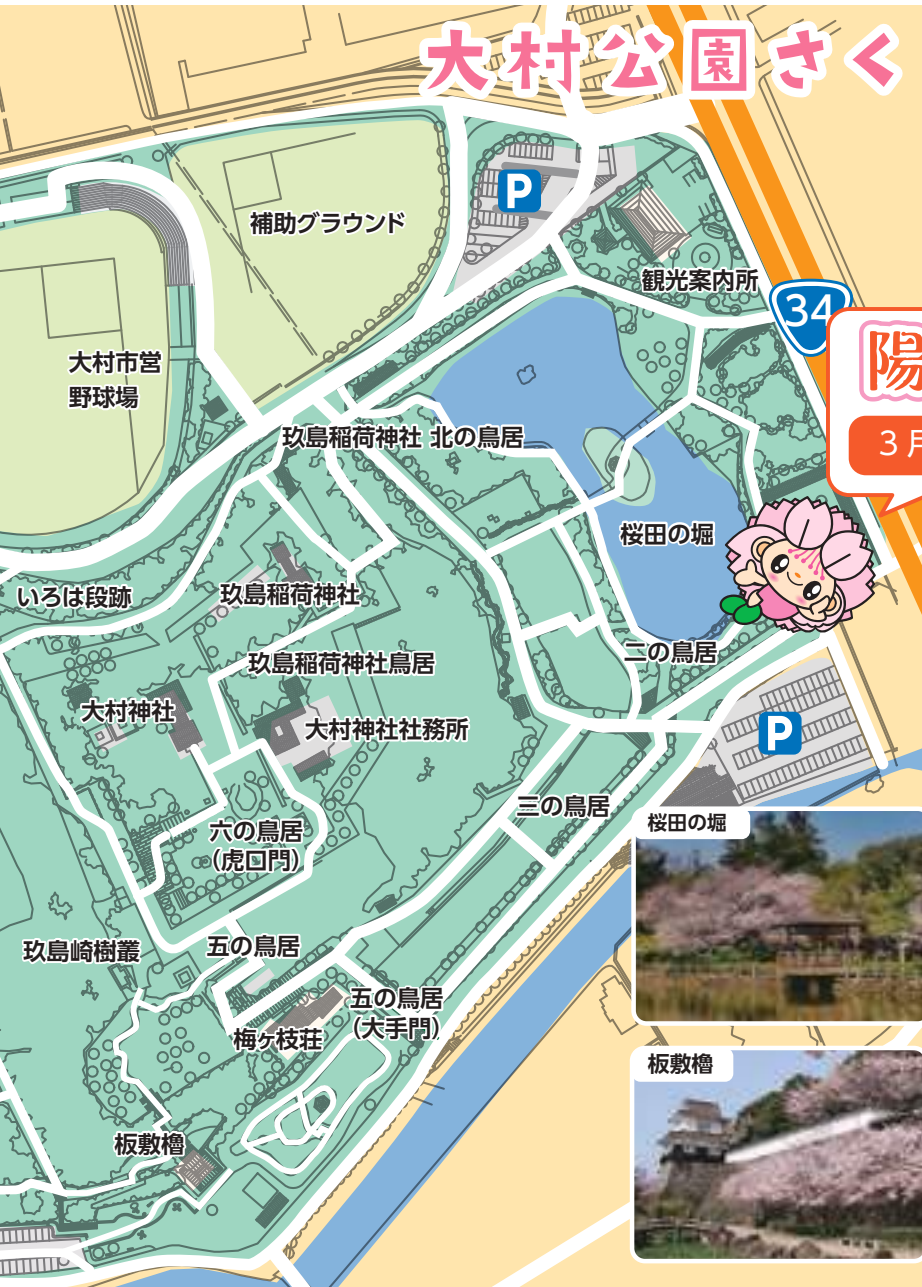 大村公園さく
P
補助グラウンド
観光案内所
34
陽
3月
大村市営
野球場
玖島稲荷神社 北の鳥居
桜田の堀
いろは段跡
玖島稲荷神社
二の鳥居
玖島稲荷神社鳥居
大村神社
大村神社社務所
P
三の鳥居
六の鳥居
(虎口門)
桜田の堀
玖島崎樹叢
五の鳥居
五の鳥居
(大手門)
梅ヶ枝荘
板敷櫓
板敷櫓